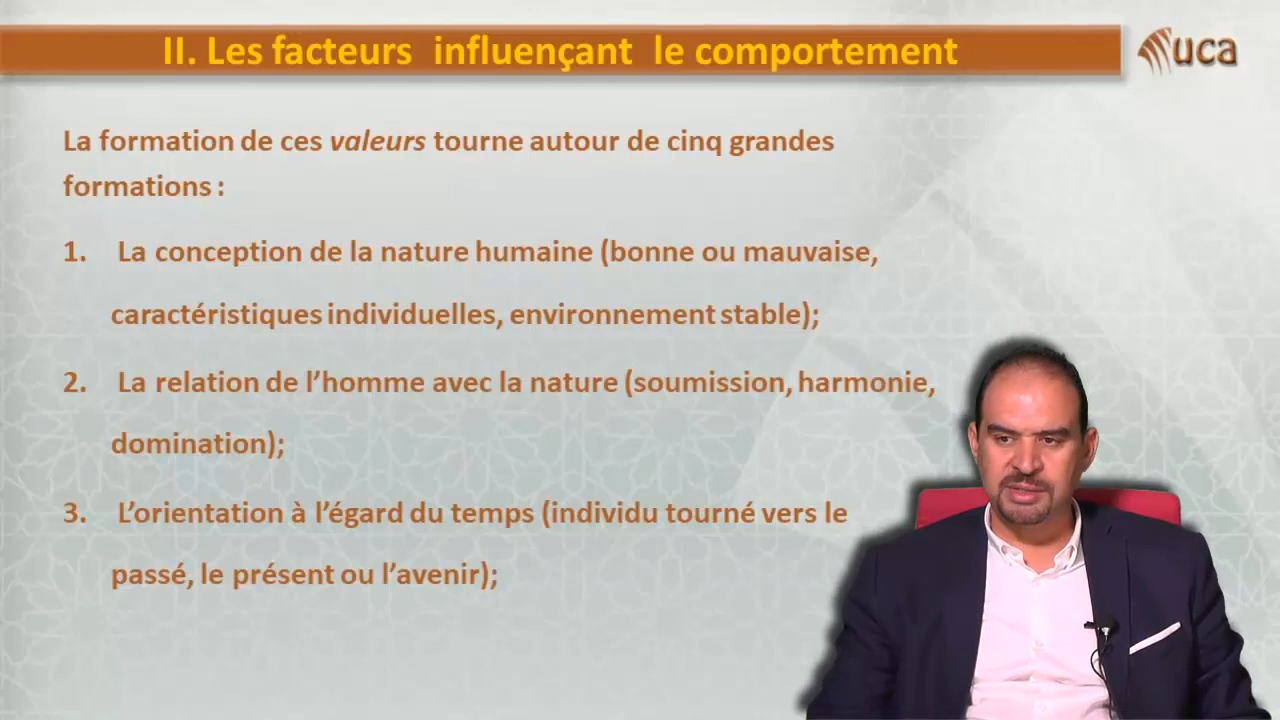 II. Les facteurs influençant le comportement
uca
La formation de ces valeurs tourne autour de cinq grandes
formations :
1. La conception de la nature humaine (bonne ou mauvaise,
caractéristiques individuelles, environnement stable);
2. La relation de l’homme avec la nature (soumission, harmonie,
domination);
3. L’orientation à l’égard du temps (individu tourné vers le
passé, le présent ou l’avenir);